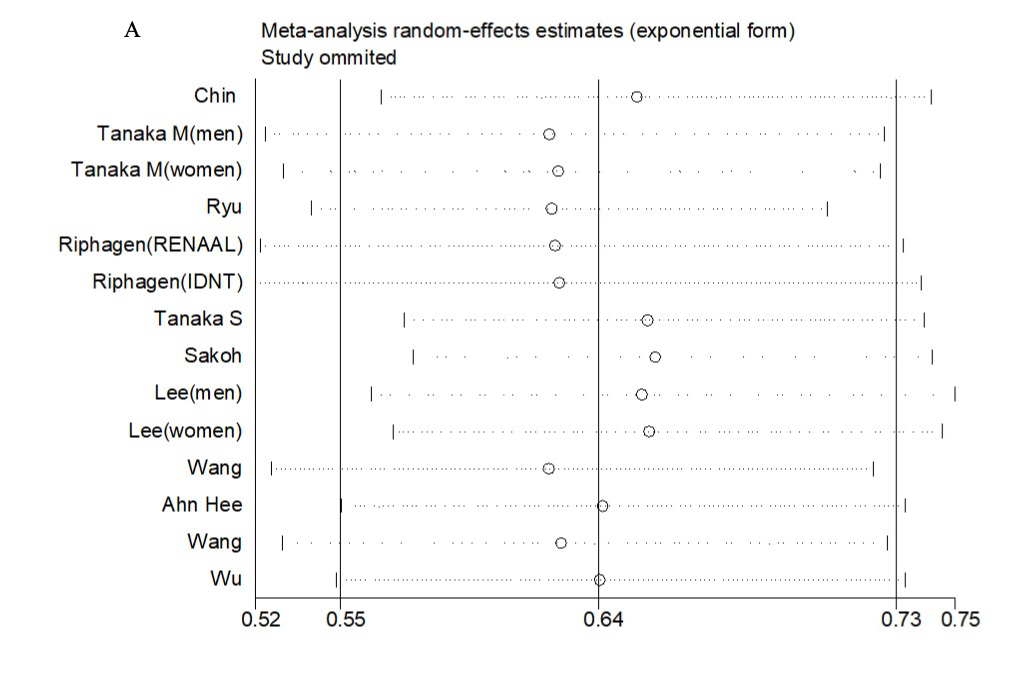 A
Meta-analysis random-effects estimates (exponential form)
Study ommited
Chin
Tanaka M(men)
Tanaka M(women)
Ryu
Riphagen(RENAAL)
Riphagen(IDNT)
Tanaka S
Sakoh
Lee(men)
Lee(women)
Wang
Ahn Hee
Wang
Wu
0.52 0.55 0.64 0.73 0.75